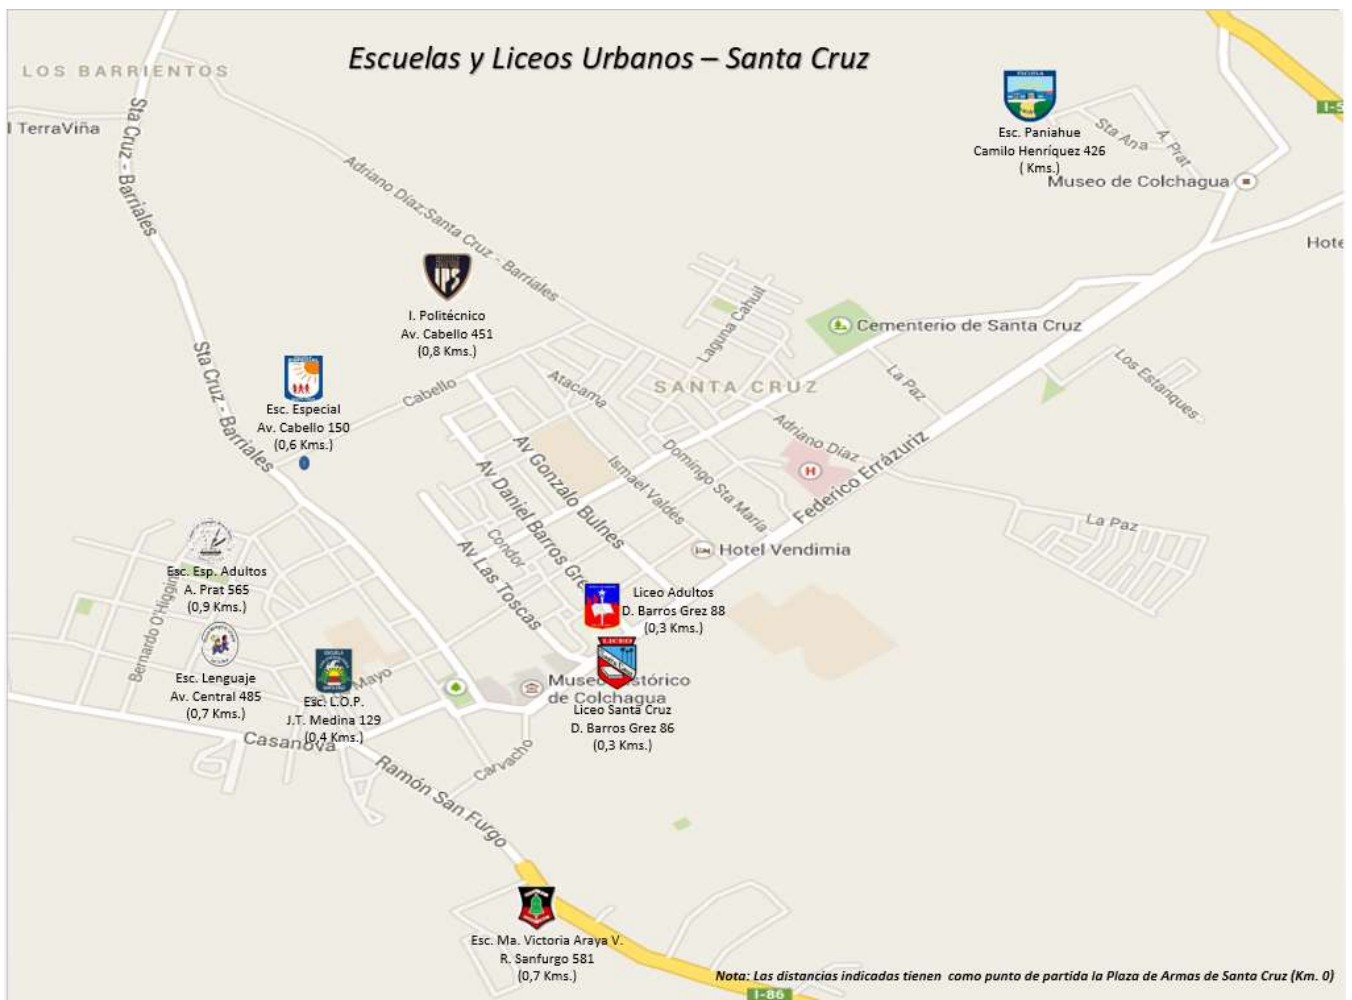 Escuelas y Liceos Urbanos – Santa Cruz
LOS BARRIENTOS
l TerraViña
Sta Cruz - Barriales
Adriano Díaz
Santa Cruz - Barriales
ESCUELA
Esc. Paniahue
Camilo Henríquez 426
( Kms.)
Sta Ana
A. Prat
Museo de Colchagua
I-5
Hote
IPS
I. Politécnico
Av. Cabello 451
(0,8 Kms.)
Laguna Cahuil
Cementerio de Santa Cruz
Sta Cruz - Barriales
Esc. Especial
Av. Cabello 150
(0,6 Kms.)
Cabello
Atacama
SANTA CRUZ
La Paz
Los Estanques
Adriano Díaz
H
Federico Errázuriz
Domingo Sta María
Ismael Valdés
Av Gonzalo Bulnes
Av Daniel Barros Gre
Condor
Av Las Toscas
Hotel Vendimia
La Paz
Esc. Esp. Adultos
A. Prat 565
(0,9 Kms.)
Bernardo O'Higgins
Liceo Adultos
D. Barros Grez 88
(0,3 Kms.)
Esc. Lenguaje
Av. Central 485
(0,7 Kms.)
ESCUELA
Mayo
Esc. L.O.P.
J.T. Medina 129
(0,4 Kms.)
LICEO
Museo istórico
de Colchagua
Liceo Santa Cruz
D. Barros Grez 86
(0,3 Kms.)
Casanova
Carvacho
Ramón San Furgo
Esc. Ma. Victoria Araya V.
R. Sanfurgo 581
(0,7 Kms.)
Nota: Las distancias indicadas tienen como punto de partida la Plaza de Armas de Santa Cruz (Km. 0)
I-86